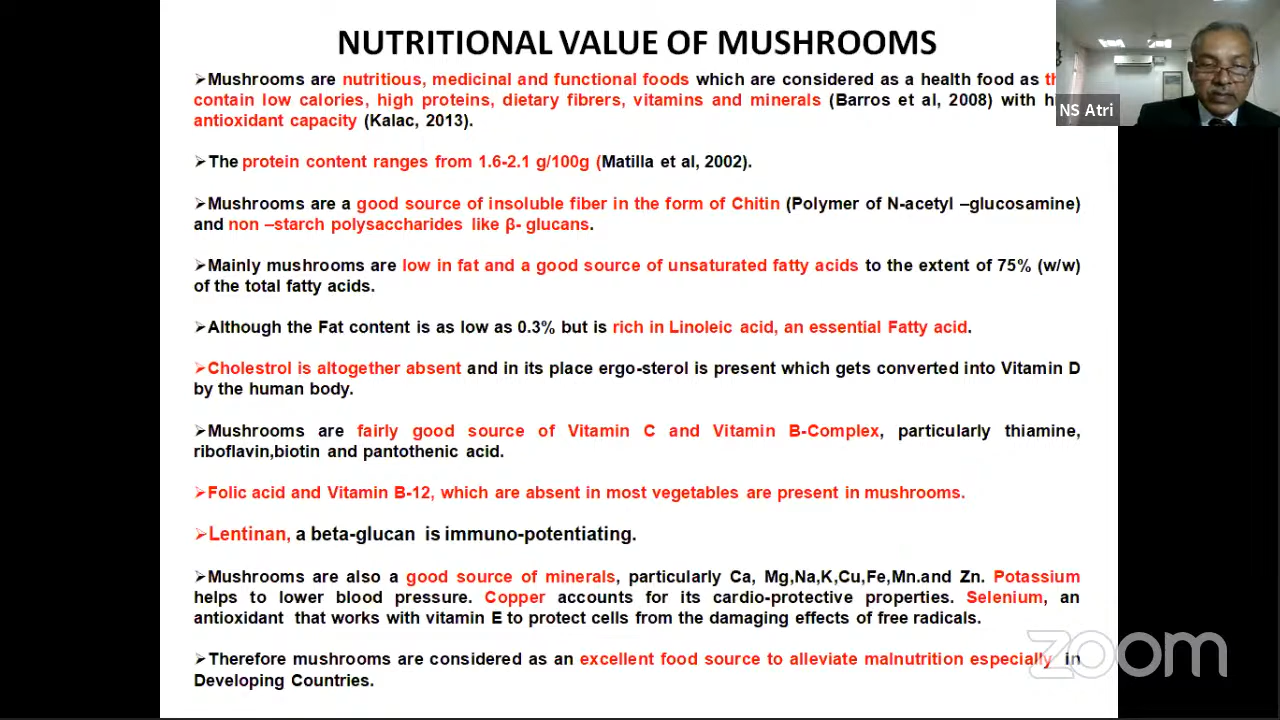 NUTRITIONAL VALUE OF MUSHROOMS
➢Mushrooms are nutritious, medicinal and functional foods which are considered as a health food as
contain low calories, high proteins, dietary fibrers, vitamins and minerals (Barros et al, 2008) with
antioxidant capacity (Kalac, 2013).
NS Atri
➢The protein content ranges from 1.6-2.1 g/100g (Matilla et al, 2002).
➢Mushrooms are a good source of insoluble fiber in the form of Chitin (Polymer of N-acetyl –glucosamine)
and non –starch polysaccharides like β- glucans.
➢Mainly mushrooms are low in fat and a good source of unsaturated fatty acids to the extent of 75% (w/w)
of the total fatty acids.
➢Although the Fat content is as low as 0.3% but is rich in Linoleic acid, an essential Fatty acid.
➢Cholestrol is altogether absent and in its place ergo-sterol is present which gets converted into Vitamin D
by the human body.
➢Mushrooms are fairly good source of Vitamin C and Vitamin B-Complex, particularly thiamine,
riboflavin,biotin and pantothenic acid.
➢Folic acid and Vitamin B-12, which are absent in most vegetables are present in mushrooms.
➢Lentinan, a beta-glucan is immuno-potentiating.
➢Mushrooms are also a good source of minerals, particularly Ca, Mg,Na,K,Cu,Fe,Mn.and Zn. Potassium
helps to lower blood pressure. Copper accounts for its cardio-protective properties. Selenium, an
antioxidant that works with vitamin E to protect cells from the damaging effects of free radicals.
➢Therefore mushrooms are considered as an excellent food source to alleviate malnutrition especially in
Developing Countries.
zoom